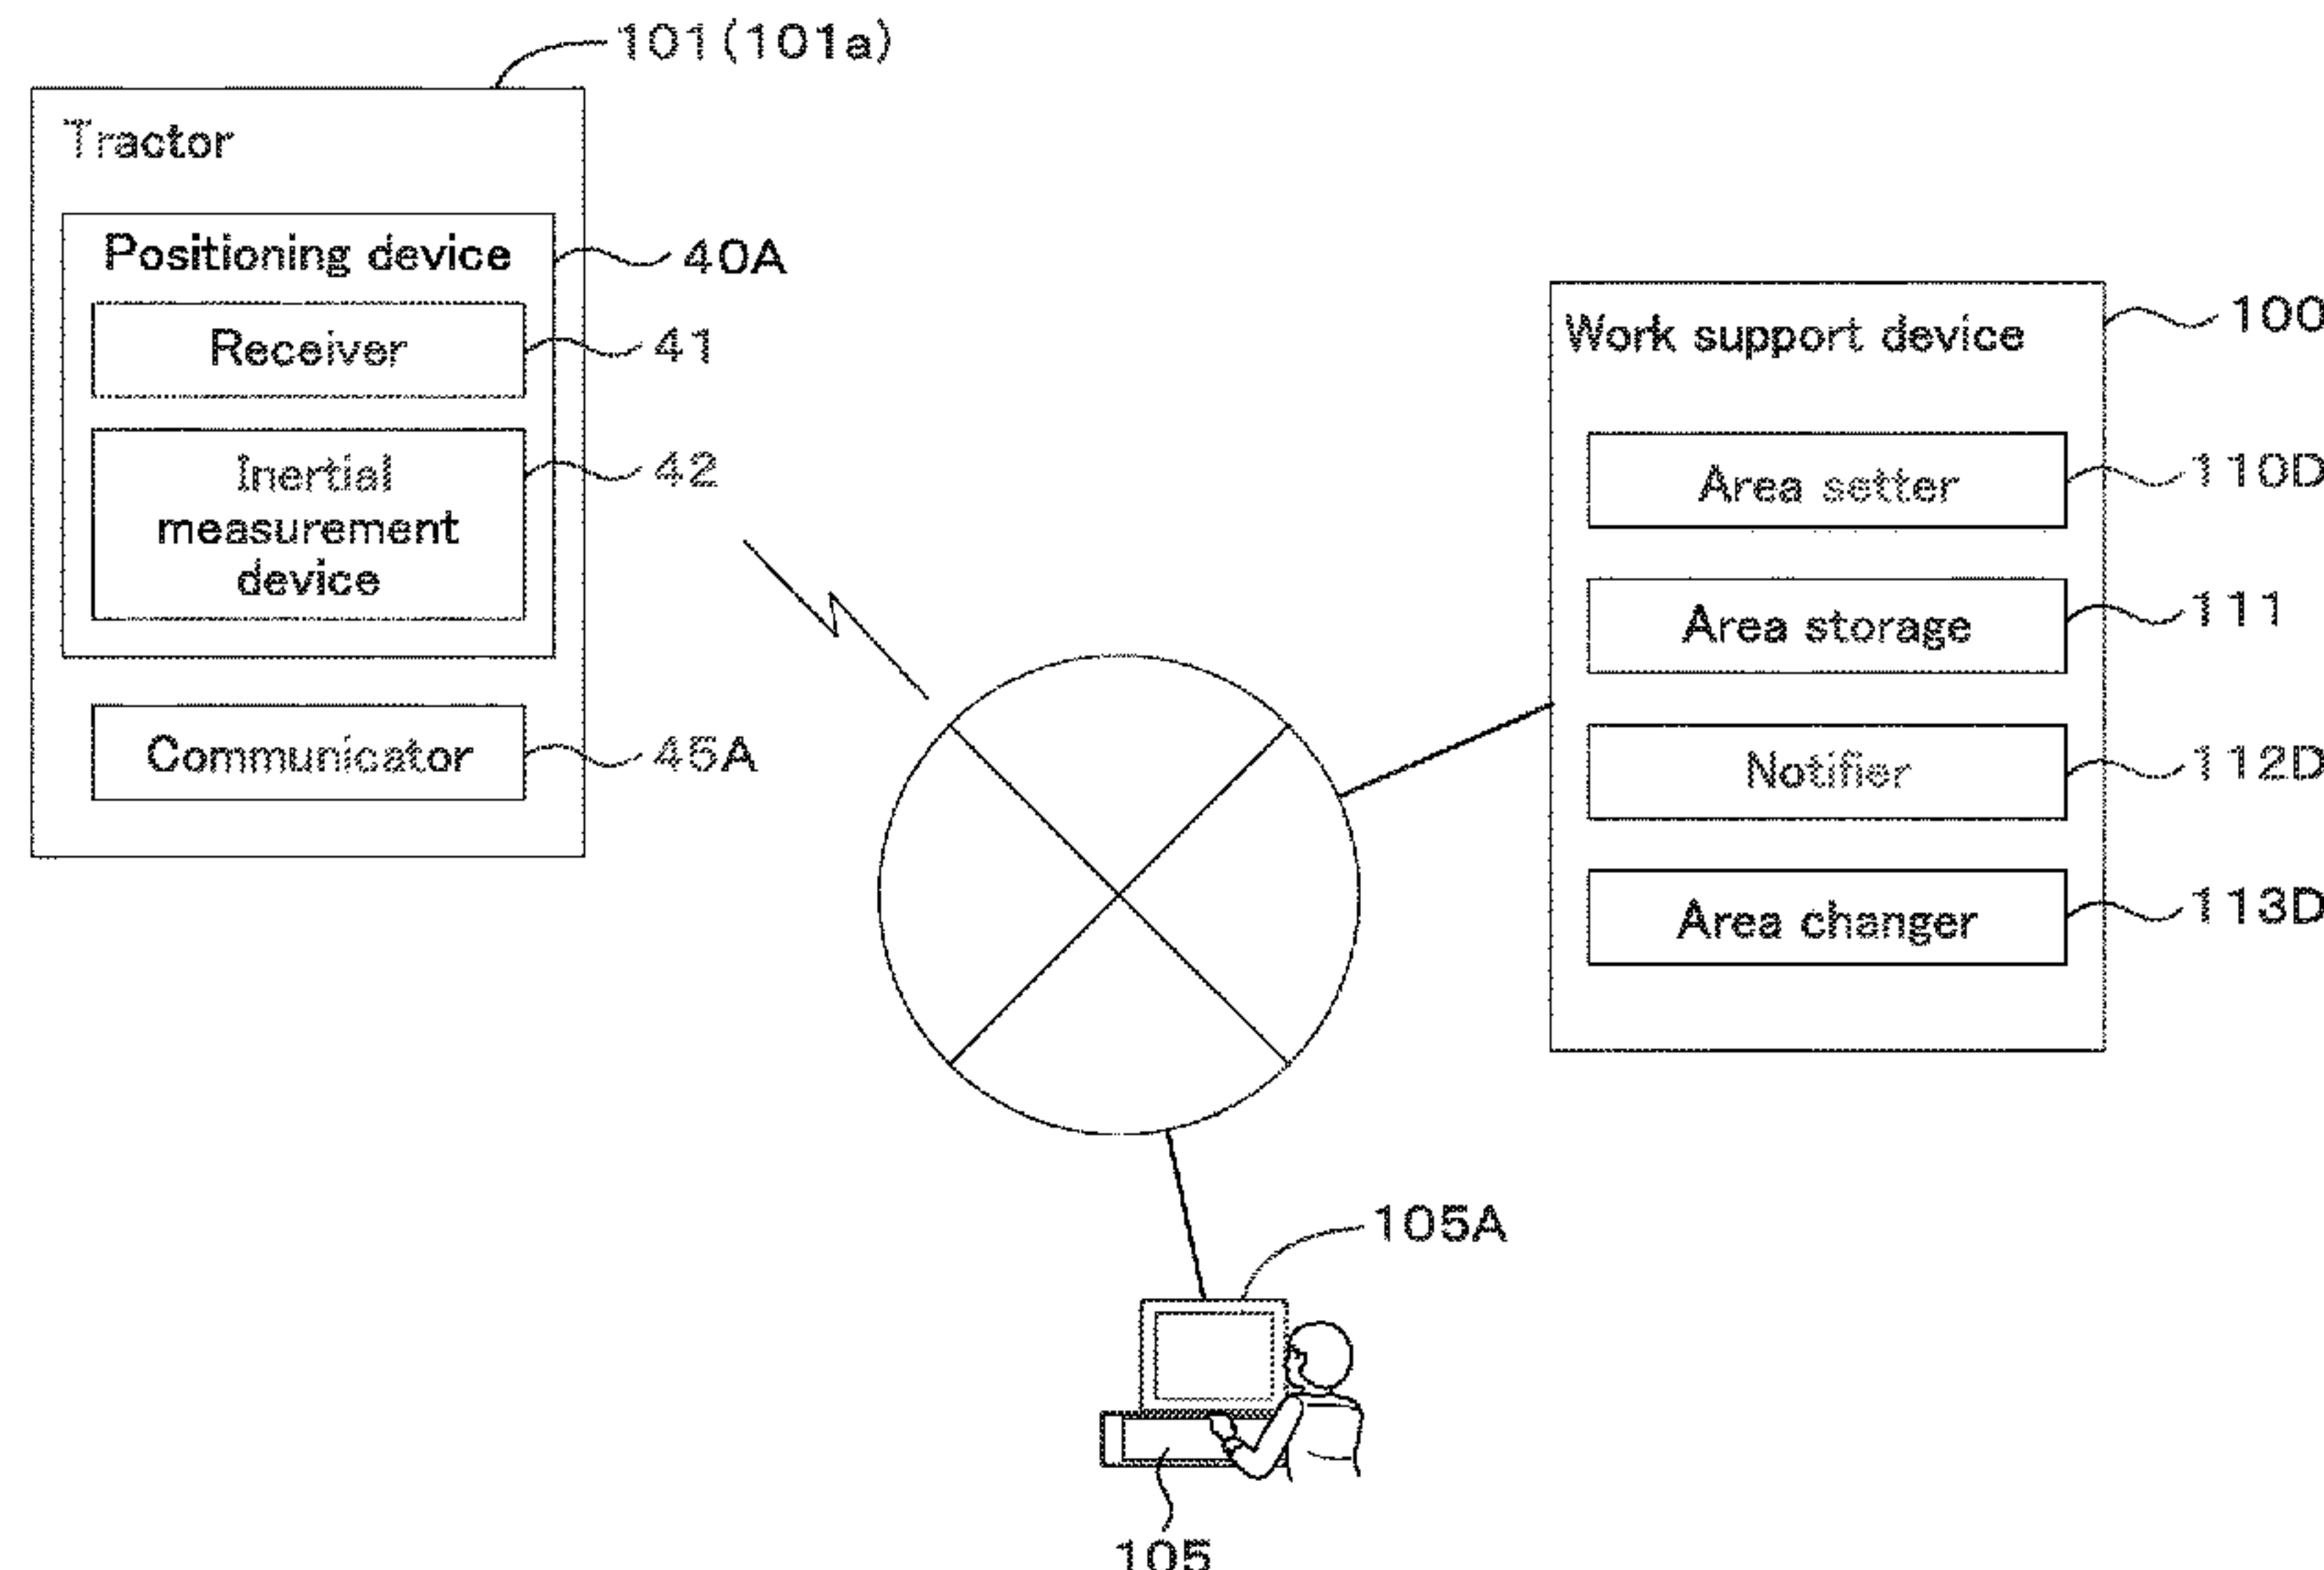 101(101a)
Tractor
Positioning device
40A
Receiver
41
Inertial
measurement
device
42
Communicator
45A
Work support device
100
Area setter
110D
Area storage
111
Notifier
112D
Area changer
113D
105A
105